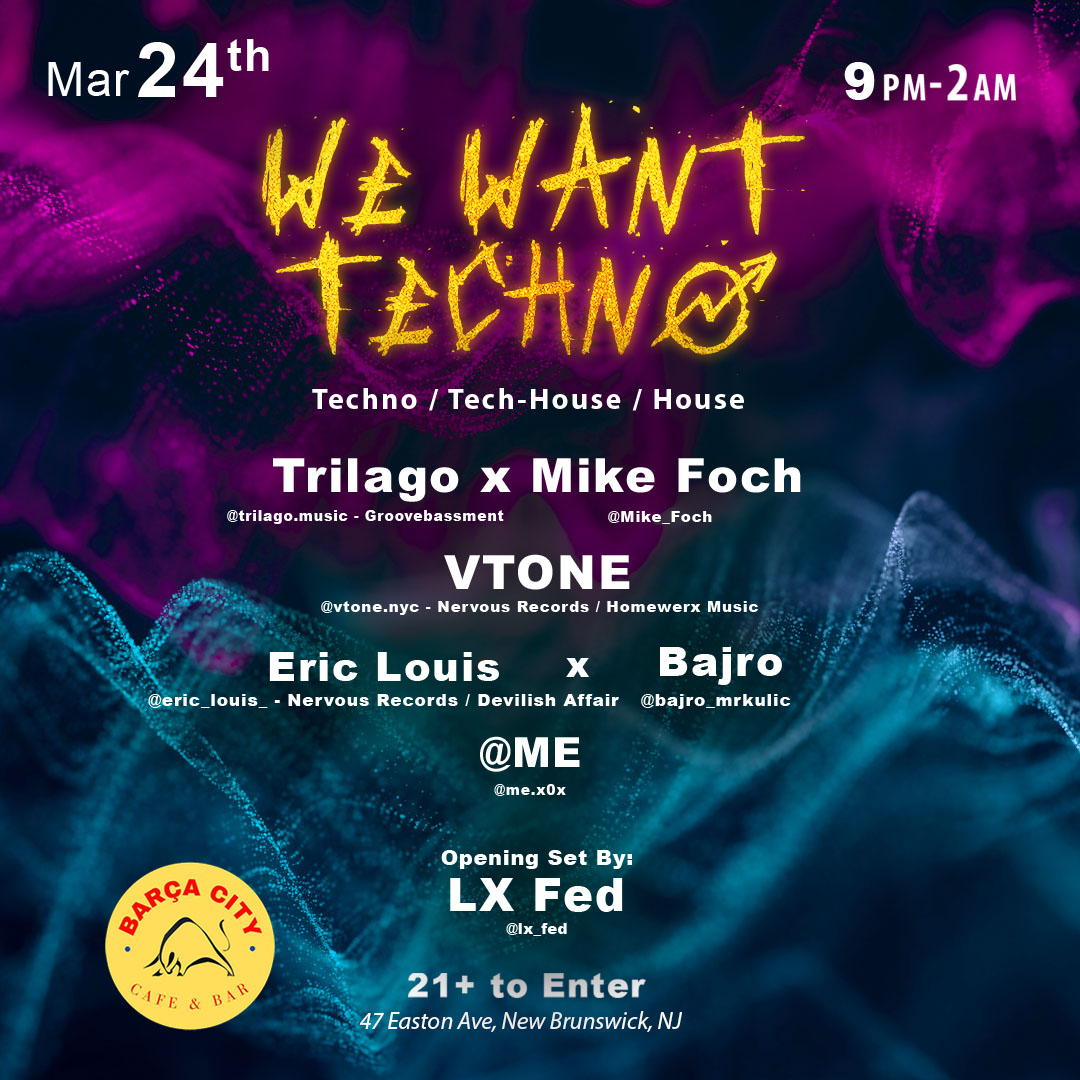 Mar 24th
9 PM-2 AM
WE WANT
TECHNO
Techno / Tech-House / House
Trilago x Mike Foch
@trilago.music - Groovebassment @Mike_Foch
VTONE
@vtone.nyc - Nervous Records / Homewerx Music
Eric Louis x Bajro
@eric_louis_ - Nervous Records / Devilish Affair @bajro_mrkulic
@ME
@me.x0x
Opening Set By:
LX Fed
@lx_fed
BARÇA CITY
CAFE & BAR
21+ to Enter
47 Easton Ave, New Brunswick, NJ